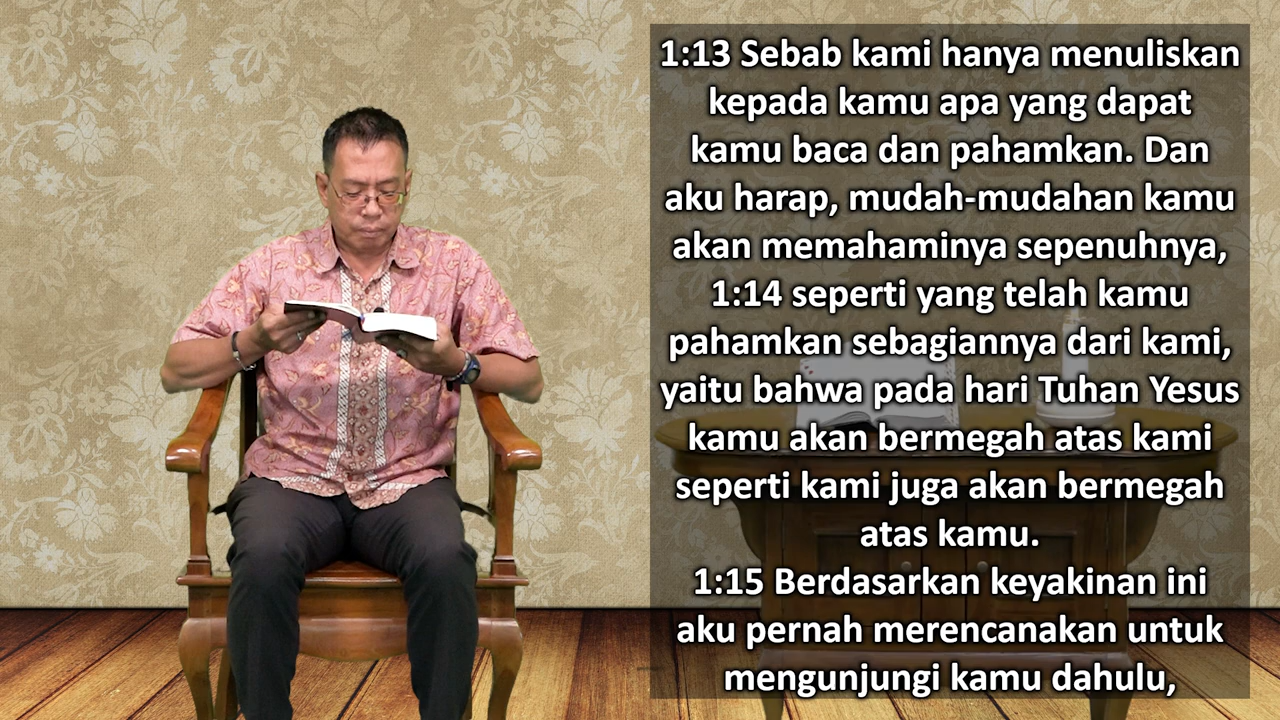 1:13 Sebab kami hanya menuliskan
kepada kamu apa yang dapat
kamu baca dan pahamkan. Dan
aku harap, mudah-mudahan kamu
akan memahaminya sepenuhnya,
1:14 seperti yang telah kamu
pahamkan sebagiannya dari kami,
yaitu bahwa pada hari Tuhan Yesus
kamu akan bermegah atas kami
seperti kami juga akan bermegah
atas kamu.
1:15 Berdasarkan keyakinan ini
aku pernah merencanakan untuk
mengunjungi kamu dahulu,